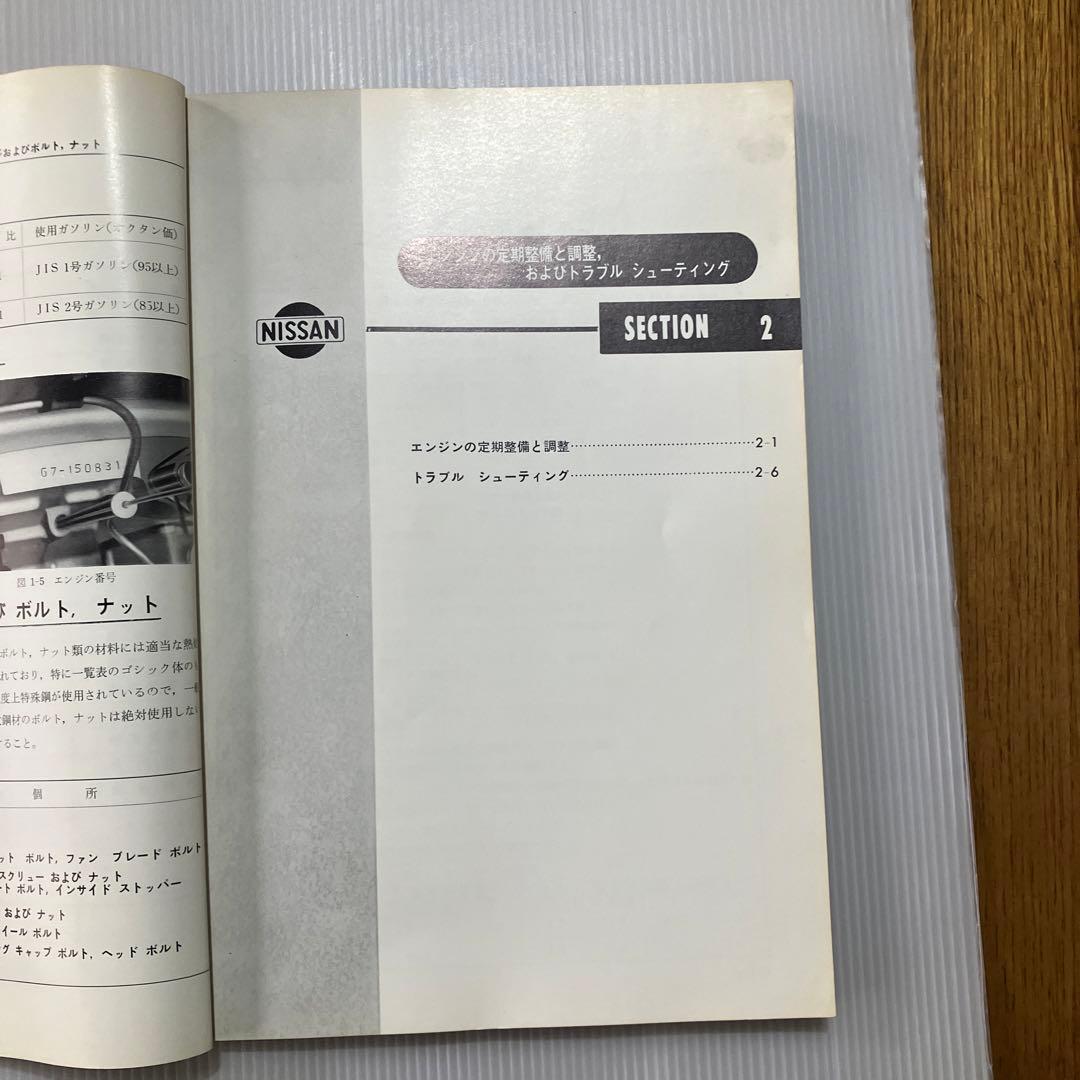 およびボルト, ナット
比 使用ガソリン(オクタン価)
JIS 1号ガソリン(95以上)
1 JIS 2号ガソリン(85以上)
G7-150831
図1-5 エンジン番号
ボルト, ナット
ボルト, ナット類の材料には適当な熱
れており, 特に一覧表のゴシック体の
度上特殊鋼が使用されているので, 一
鋼材のボルト, ナットは絶対使用しな
すること。
個所
ット ボルト, ファン ブレード ボルト
スクリュー および ナット
ート ボルト, インサイド ストッパー
および ナット
イール ボルト
グ キャップ ボルト, ヘッド ボルト
エンジンの定期整備と調整,
およびトラブル シューティング
NISSAN
SECTION 2
エンジンの定期整備と調整……………………………………2-1
トラブル シューティング……………………………………2-6